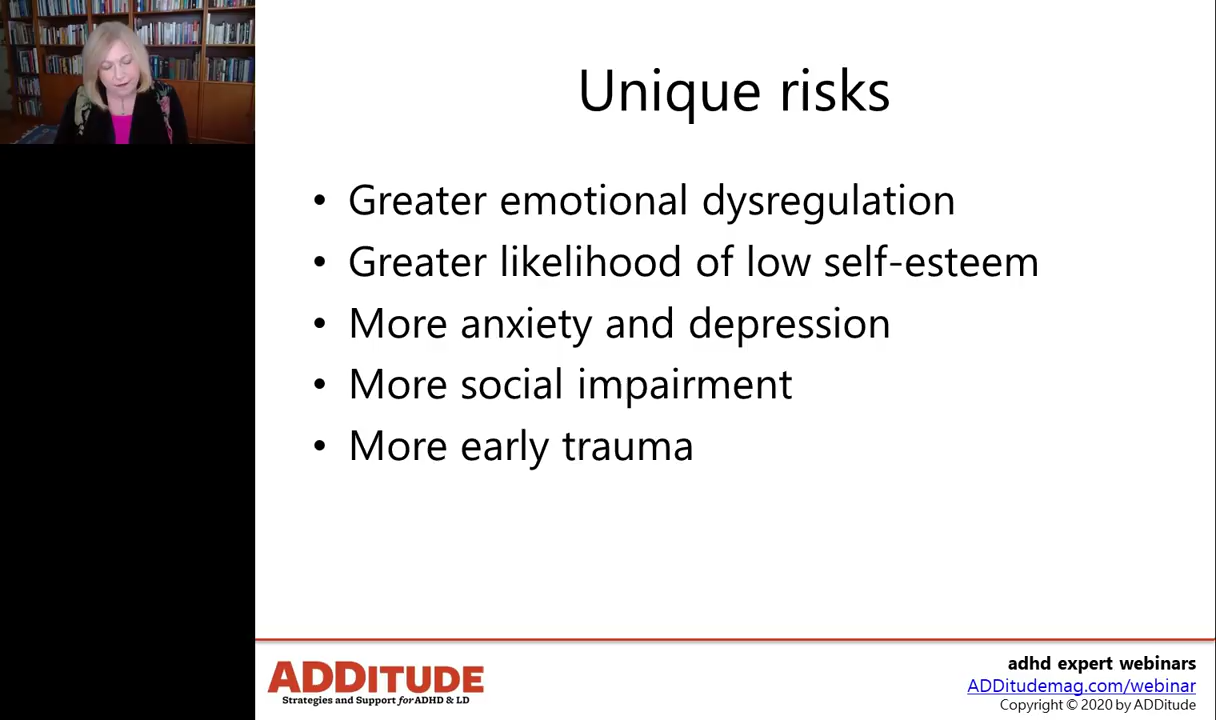 Unique risks
• Greater emotional dysregulation
• Greater likelihood of low self-esteem
• More anxiety and depression
• More social impairment
• More early trauma
ADDITUDE
Strategies and Support for ADHD & LD
adhd expert webinars
ADDitudemag.com/webinar
Copyright © 2020 by ADDitude